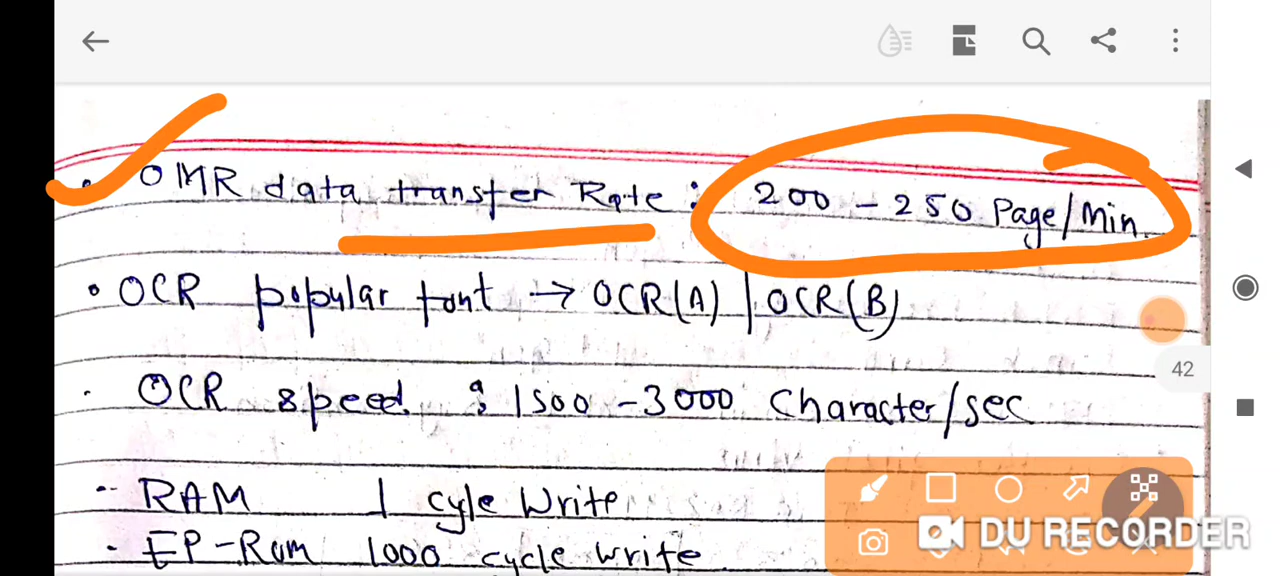 • OMR data transfer Rate : 200 - 250 Page/Min.
• OCR popular font → OCR(A) | OCR(B)
42
• OCR speed : 1500 - 3000 Character/sec
- RAM 1 cyle Write
DU RECORDER
- EP-Rom 1000 cycle write